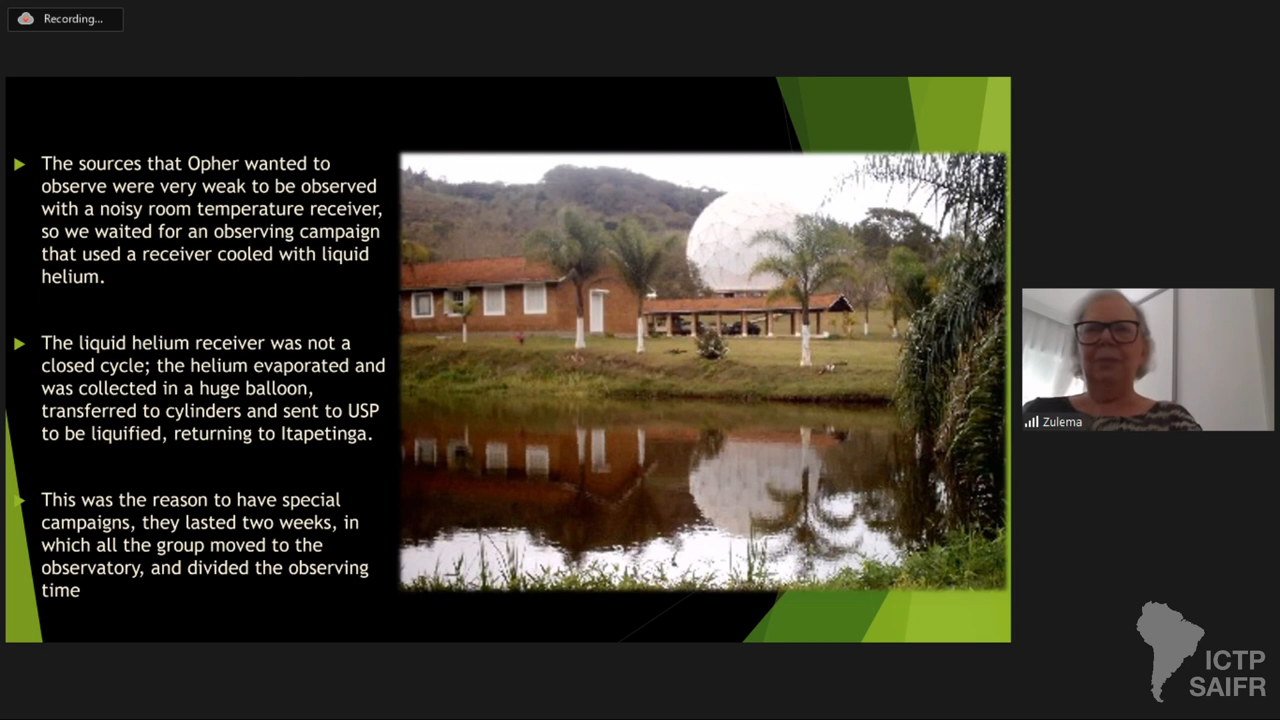 Recording...
The sources that Opher wanted to
observe were very weak to be observed
with a noisy room temperature receiver,
so we waited for an observing campaign
that used a receiver cooled with liquid
helium.
The liquid helium receiver was not a
closed cycle; the helium evaporated and
was collected in a huge balloon,
transferred to cylinders and sent to USP
to be liquified, returning to Itapetinga.
This was the reason to have special
campaigns, they lasted two weeks, in
which all the group moved to the
observatory, and divided the observing
time
Zulema
ICTP
SAIFR